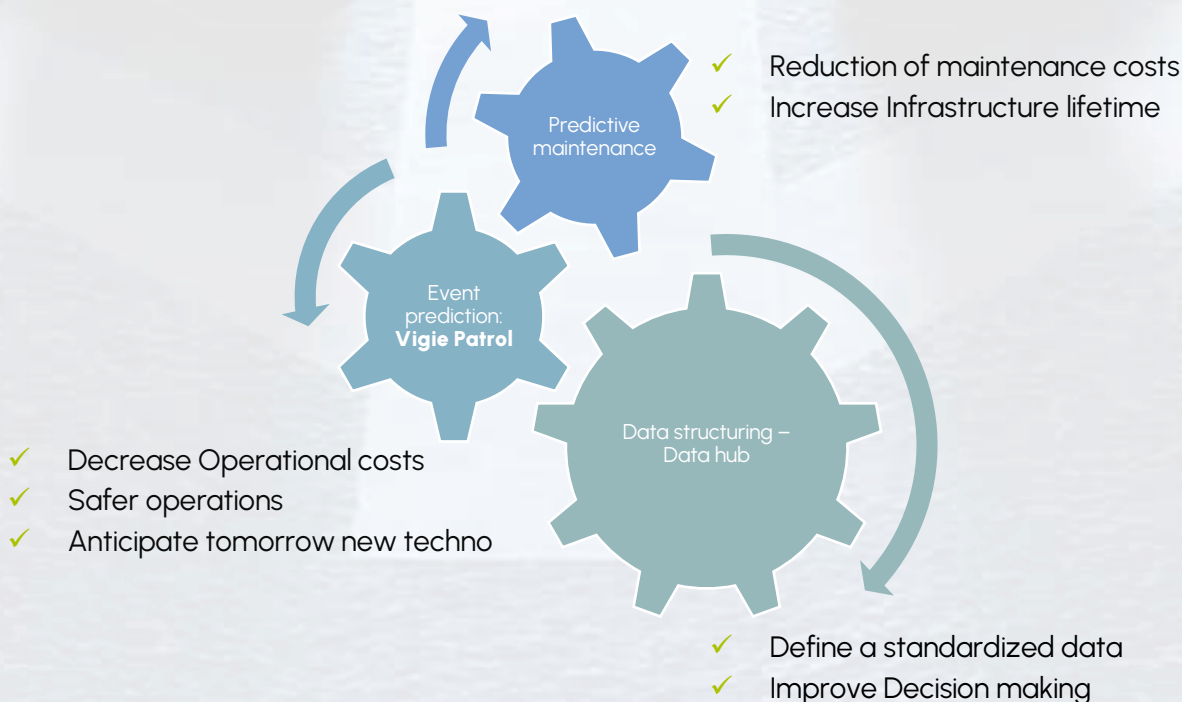 Reduction of maintenance costs
Increase Infrastructure lifetime
Predictive
maintenance
Event
prediction:
Vigie Patrol
Data structuring –
Data hub
Decrease Operational costs
Safer operations
Anticipate tomorrow new techno
Define a standardized data
Improve Decision making